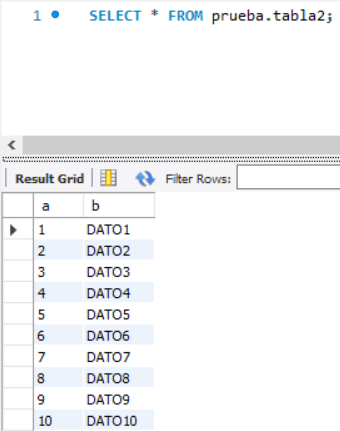 1 SELECT * FROM prueba.tabla2;
Result Grid Filter Rows:
a b
1 DATO1
2 DATO2
3 DATO3
4 DATO4
5 DATO5
6 DATO6
7 DATO7
8 DATO8
9 DATO9
10 DATO10